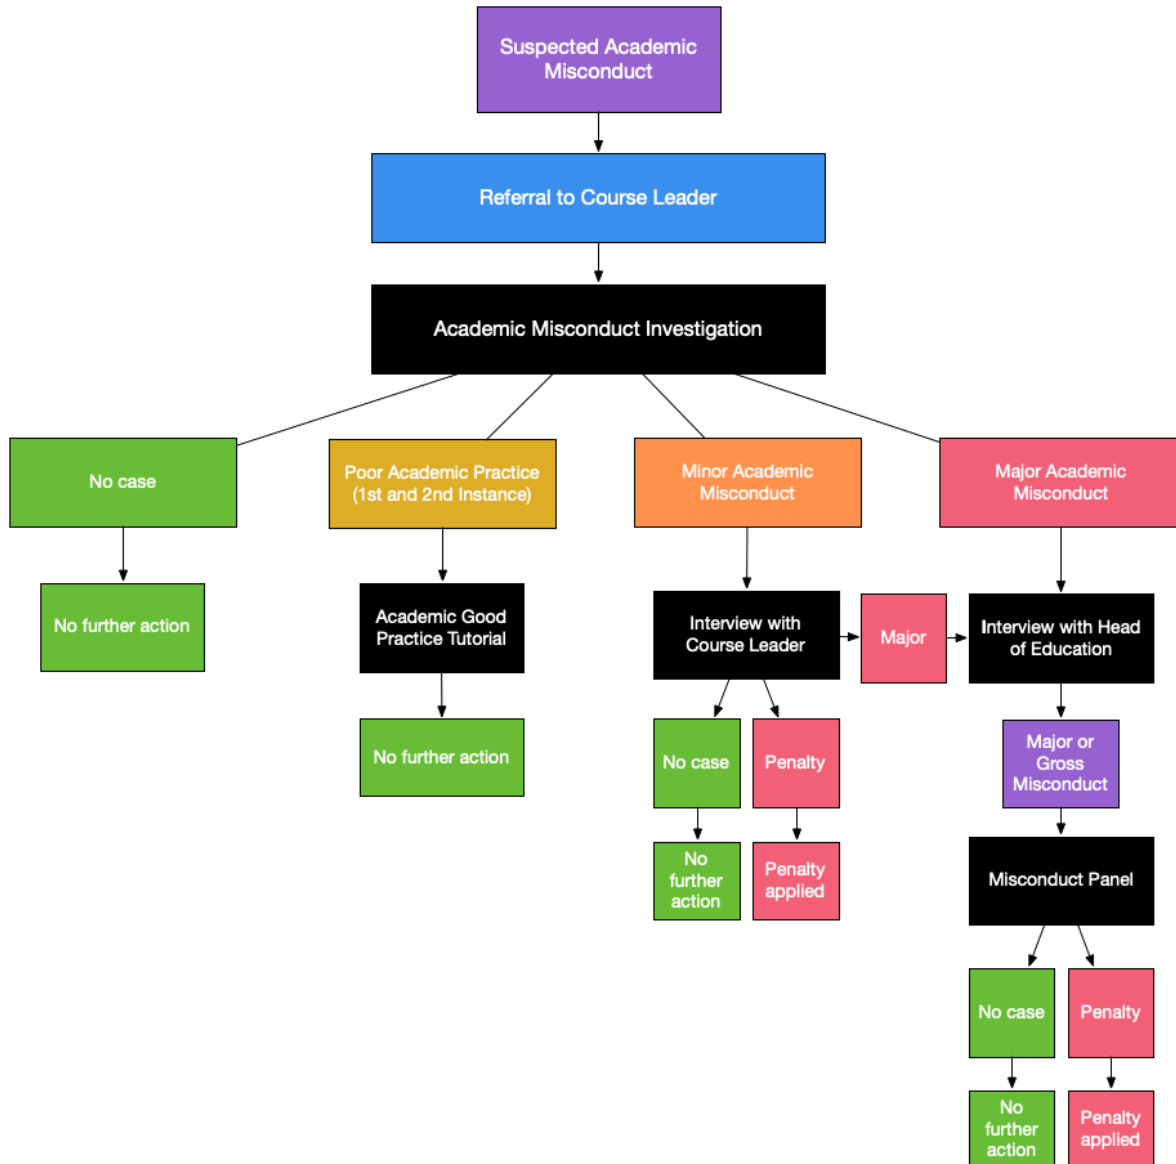 Suspected Academic
Misconduct
Referral to Course Leader
Academic Misconduct Investigation
No case
Poor Academic Practice
(1st and 2nd Instance)
Minor Academic
Misconduct
Major Academic
Misconduct
No further action
Academic Good
Practice Tutorial
Interview with
Course Leader
Major
Interview with Head
of Education
No further action
No case
Penalty
Major or
Gross
Misconduct
No
further
action
Penalty
applied
Misconduct Panel
No case
Penalty
No
further
action
Penalty
applied